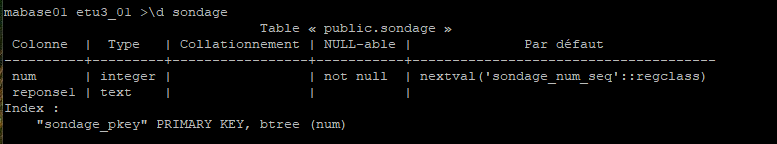 mabase01 etu3_01 >\d sondage
Table « public.sondage »
Colonne | Type | Collationnement | NULL-able | Par défaut
----------+---------+-----------------+-----------+--------------------------------------
num | integer | | not null | nextval('sondage_num_seq'::regclass)
reponse1 | text | | |
Index :
"sondage_pkey" PRIMARY KEY, btree (num)